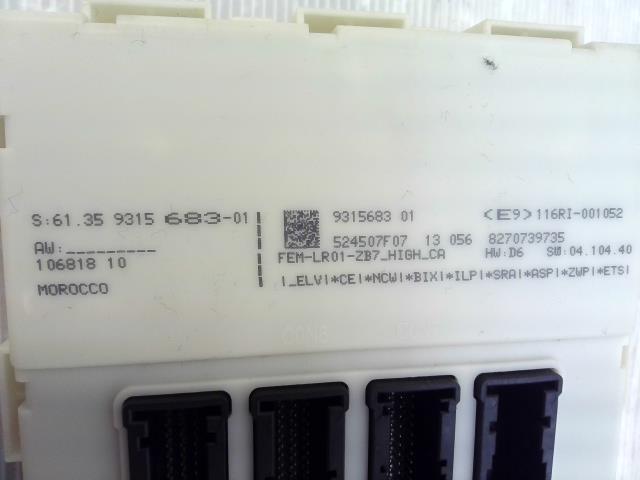 S:61.35 9315 683-01
AW:_________
106818 10
MOROCCO
9315683 01
<E9>116RI-001052
524507F07 13 056 8270739735
FEM-LR01-ZB7_HIGH_CA HW:D6 SW:04.104.40
|_ELV|*CE|*NCW|*BIX|*ILP|*SRA|*ASP|*ZWP|*ETS|